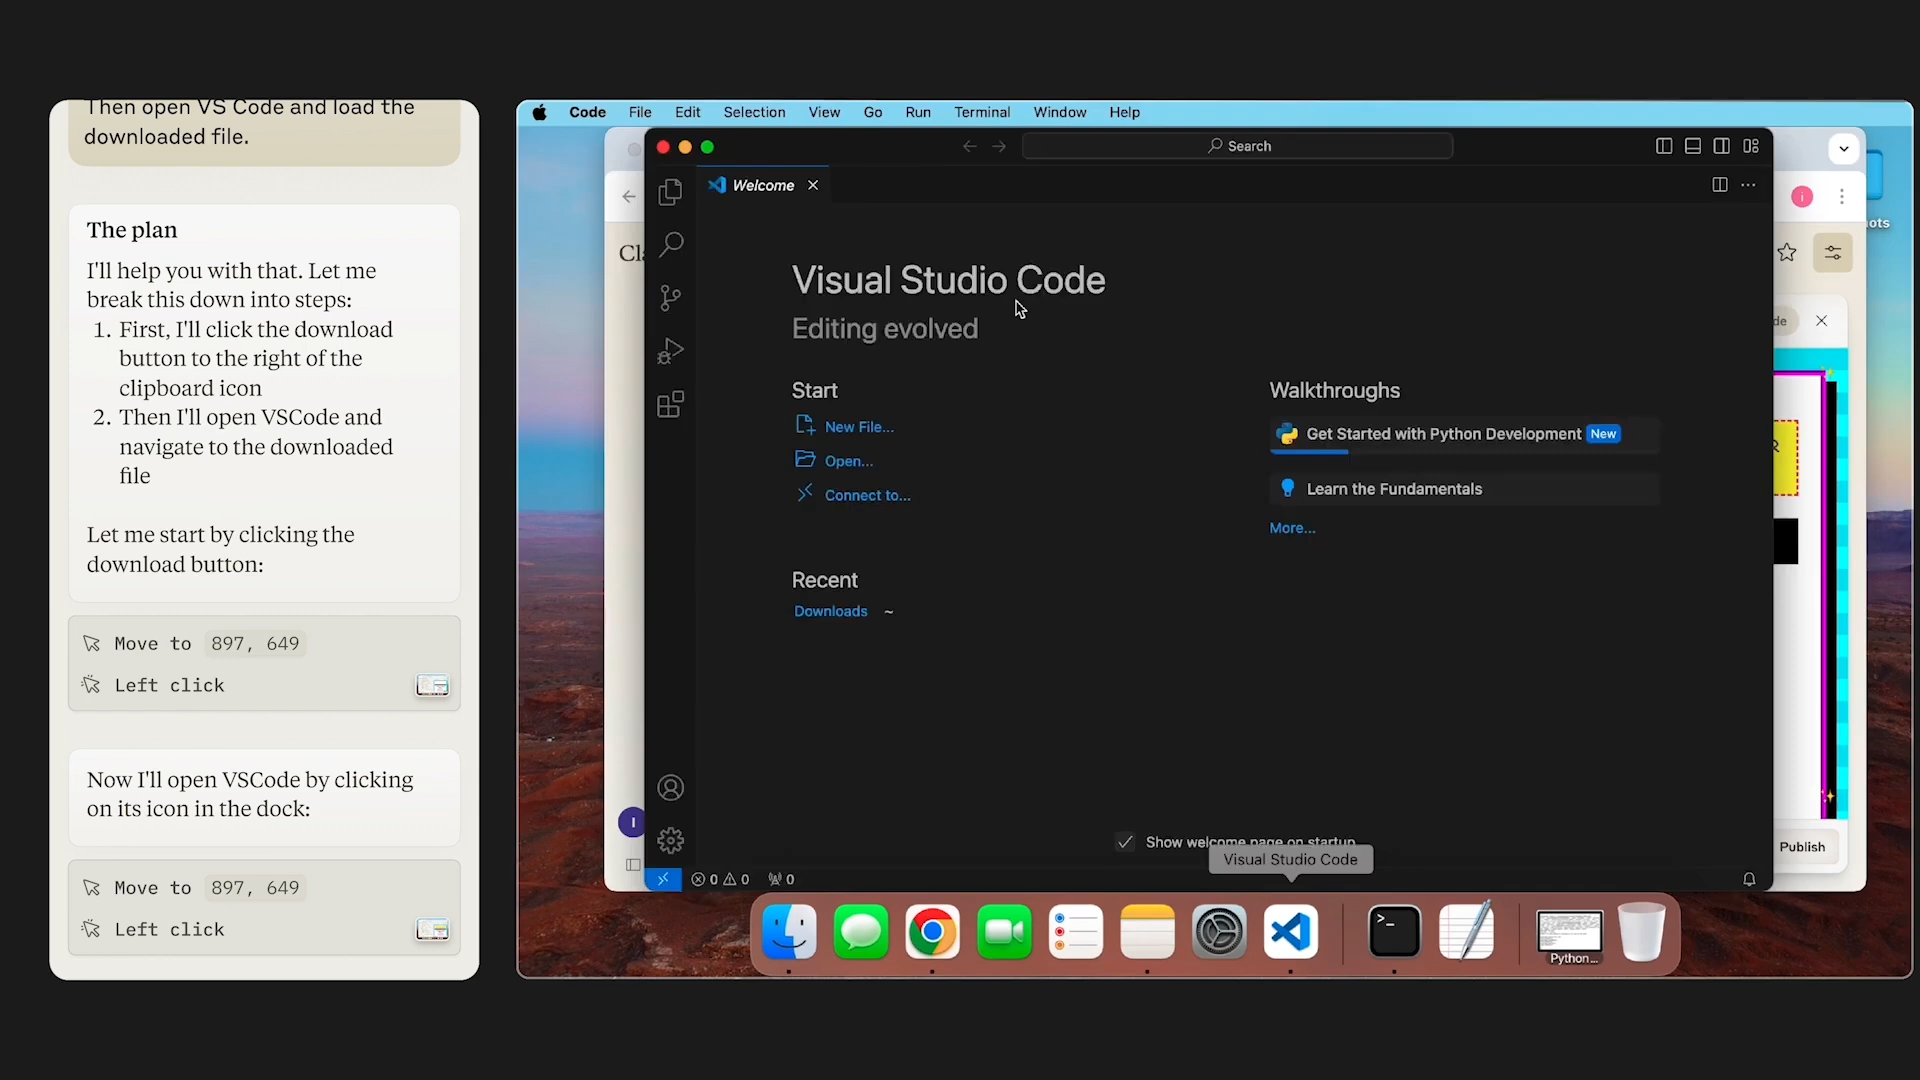 Then open VS Code and load the
downloaded file.
The plan
I'll help you with that. Let me
break this down into steps:
1. First, I'll click the download
button to the right of the
clipboard icon
2. Then I'll open VSCode and
navigate to the downloaded
file
Let me start by clicking the
download button:
Move to 897, 649
Left click
Now I'll open VSCode by clicking
on its icon in the dock:
Move to 897, 649
Left click
Code File Edit Selection View Go Run Terminal Window Help
Search
Welcome
Visual Studio Code
Editing evolved
Start
New File...
Open...
Connect to...
Recent
Downloads ~
Walkthroughs
Get Started with Python Development New
Learn the Fundamentals
More...
Show welcome page on startup
Visual Studio Code
0 0 0
I
i
Publish
Python...